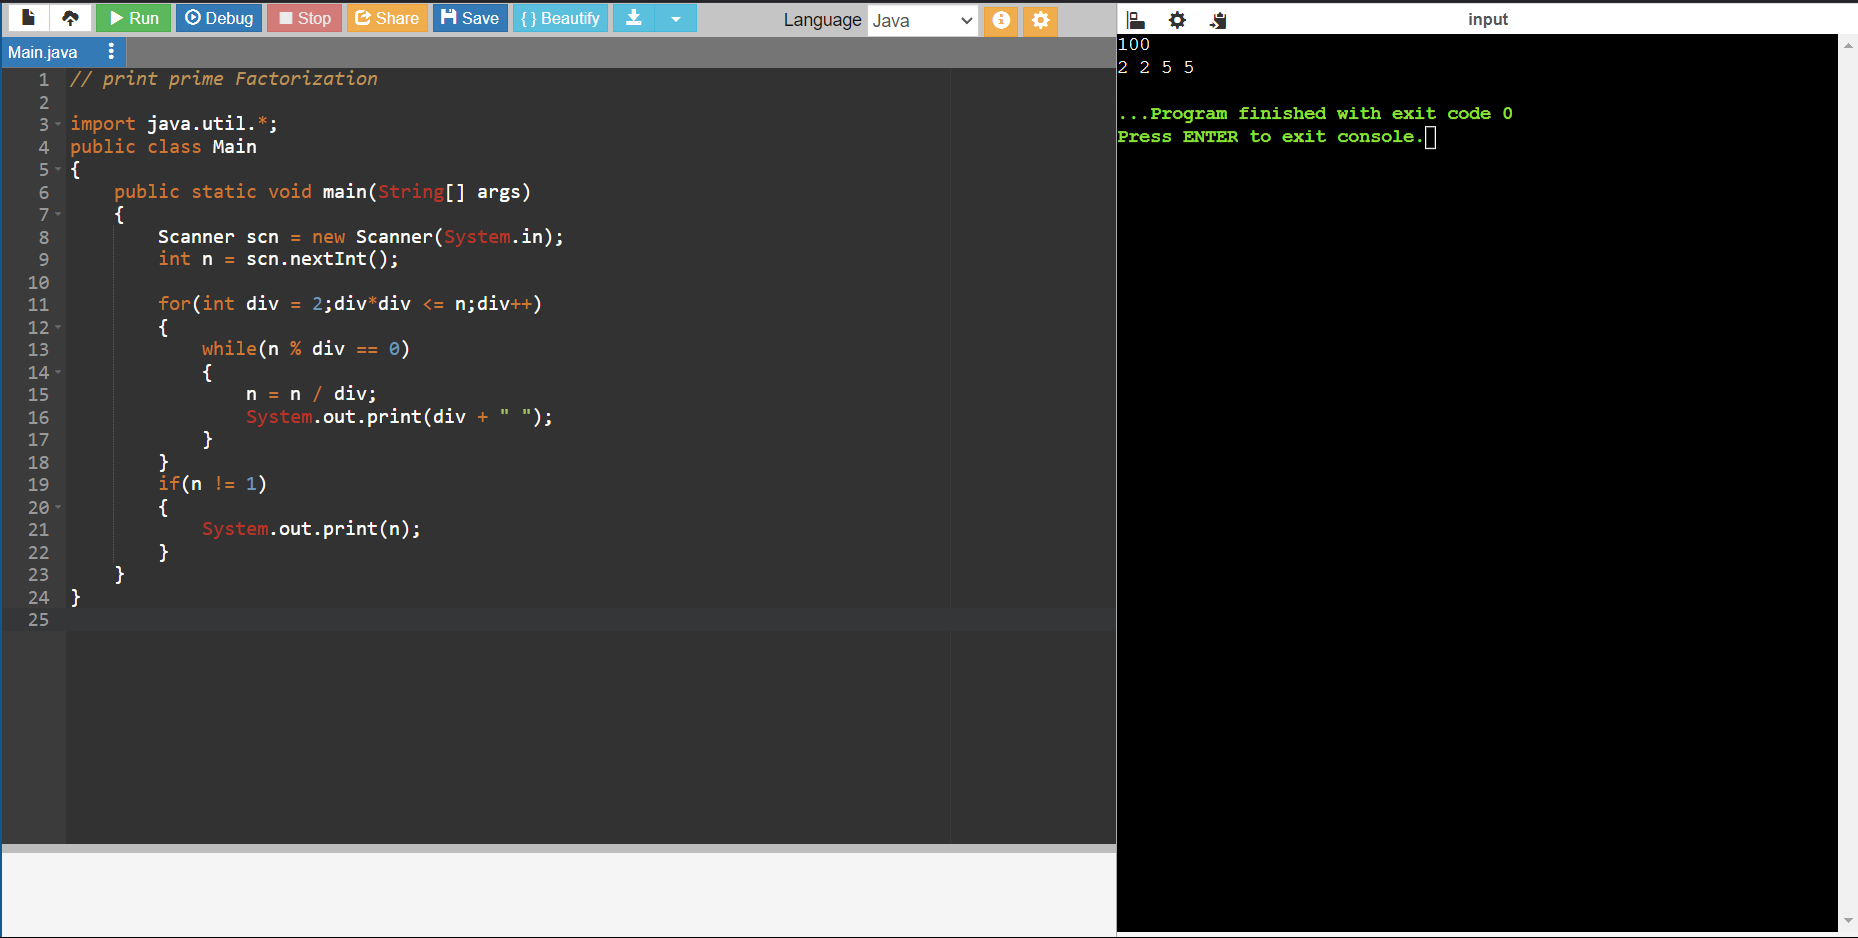 Run Debug Stop Share Save { } Beautify Language Java
Main.java
1 // print prime Factorization
2
3 import java.util.*;
4 public class Main
5 {
6     public static void main(String[] args)
7     {
8         Scanner scn = new Scanner(System.in);
9         int n = scn.nextInt();
10
11         for(int div = 2;div*div <= n;div++)
12         {
13             while(n % div == 0)
14             {
15                 n = n / div;
16                 System.out.print(div + " ");
17             }
18         }
19         if(n != 1)
20         {
21             System.out.print(n);
22         }
23     }
24 }
25
input
100
2 2 5 5
...Program finished with exit code 0
Press ENTER to exit console.